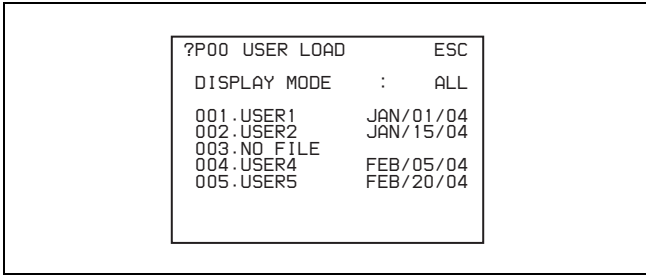 ?P00 USER LOAD ESC
DISPLAY MODE : ALL
001.USER1 JAN/01/04
002.USER2 JAN/15/04
003.NO FILE
004.USER4 FEB/05/04
005.USER5 FEB/20/04